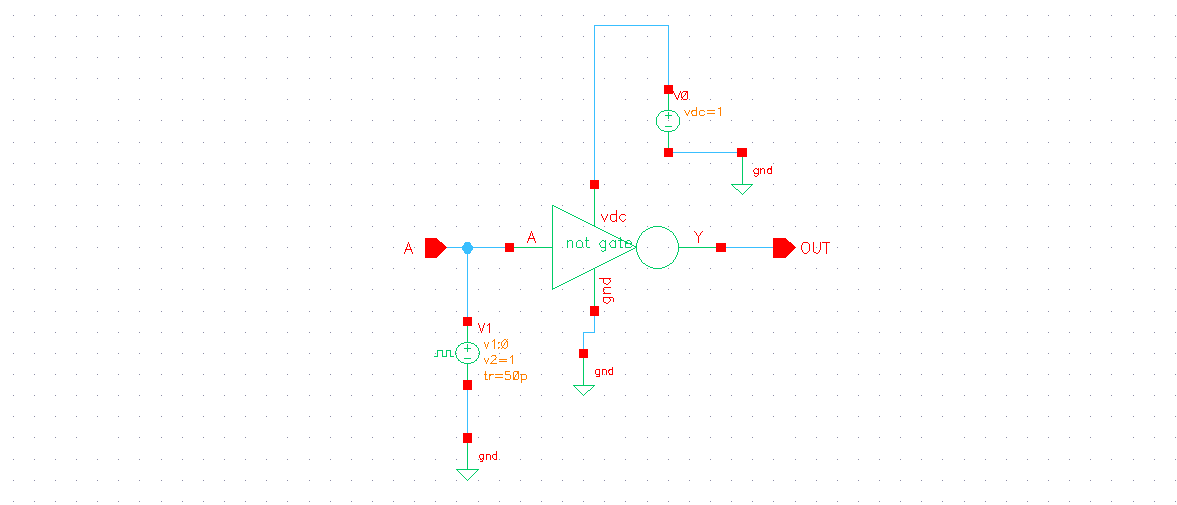 V0
vdc=1
gnd
vdc
A
A
not gate
Y
OUT
gnd
V1
v1:0
v2=1
tr=50p
gnd
gnd